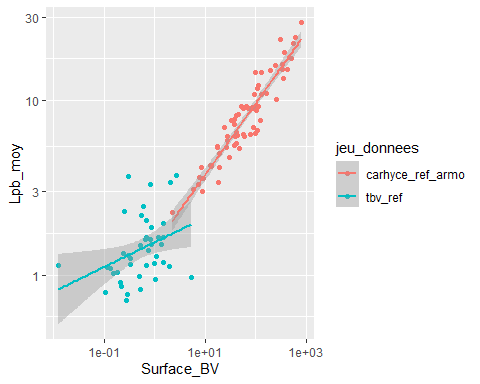 30
10
3
1
Lpb_moy
1e-01
1e+01
1e+03
Surface_BV
jeu_donnees
carhyce_ref_armo
tbv_ref